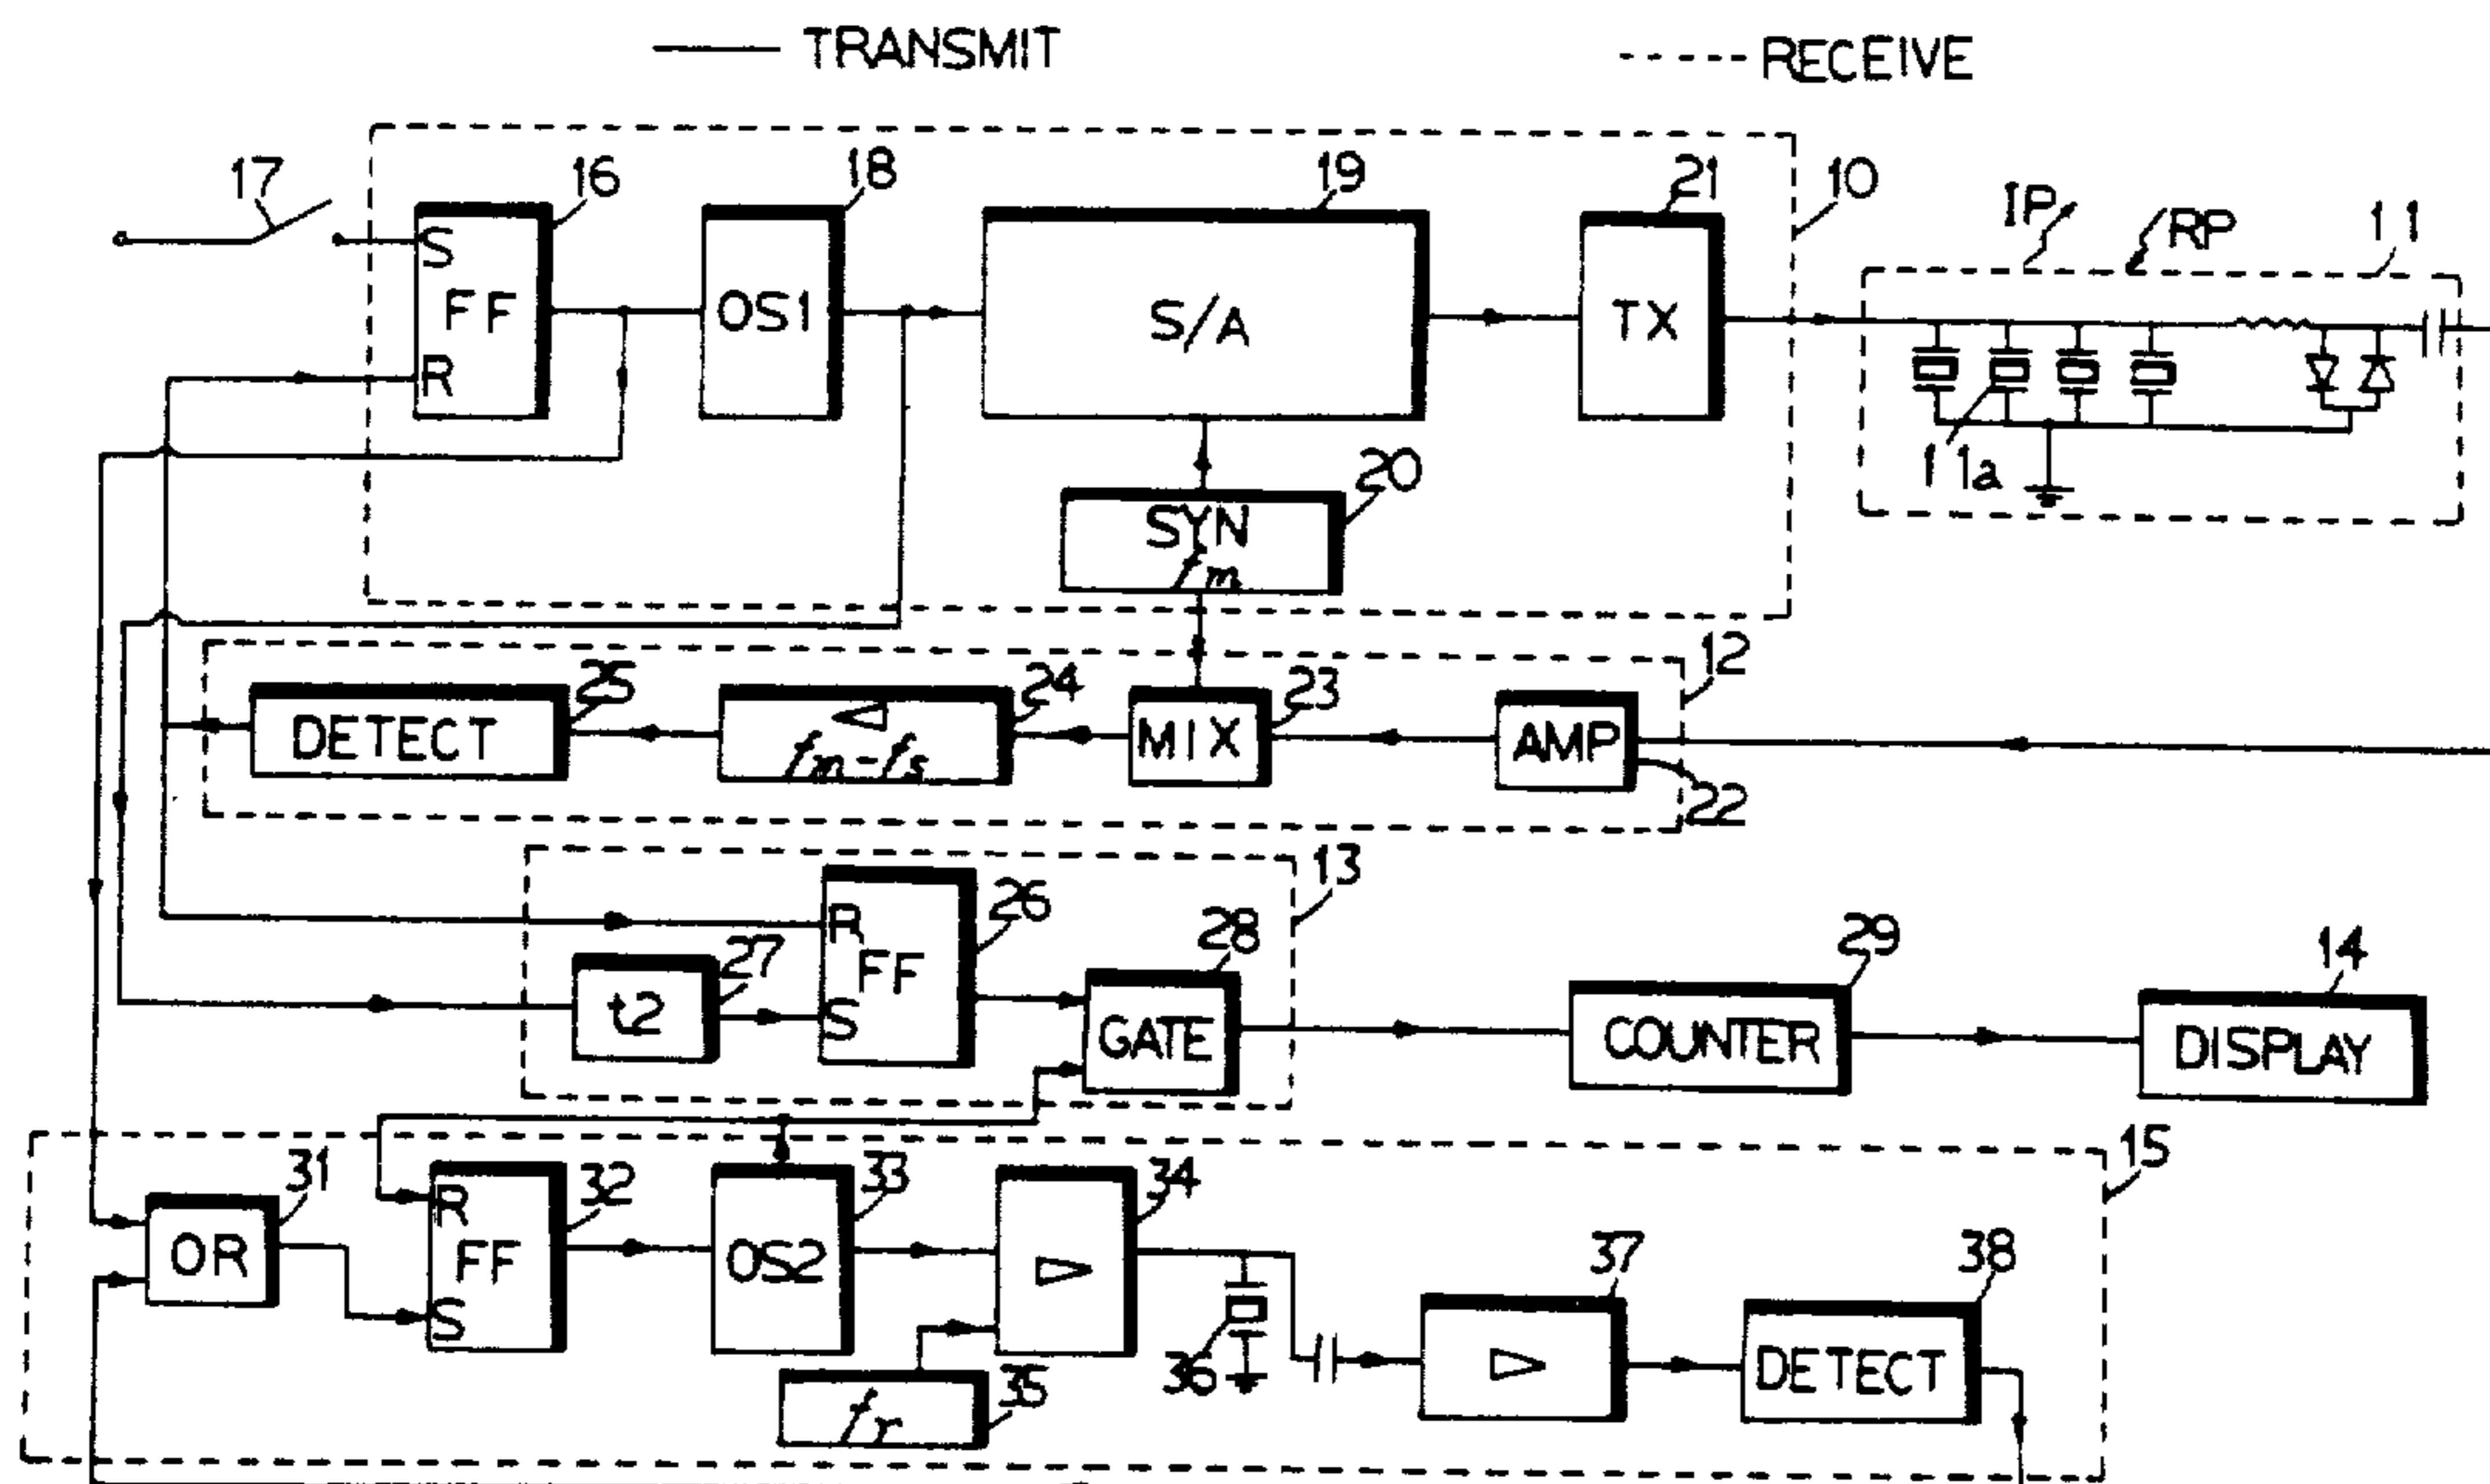 TRANSMIT
RECEIVE
17
16
18
19
21
10
IP
RP
11
S
FF
R
OS1
S/A
TX
11a
20
SYN
fm
12
25
24
23
22
DETECT
fm-fs
MIX
AMP
13
26
27
28
29
14
R
FF
S
t2
GATE
COUNTER
DISPLAY
15
31
32
33
34
OR
R
FF
S
OS2
37
38
36
35
fr
DETECT